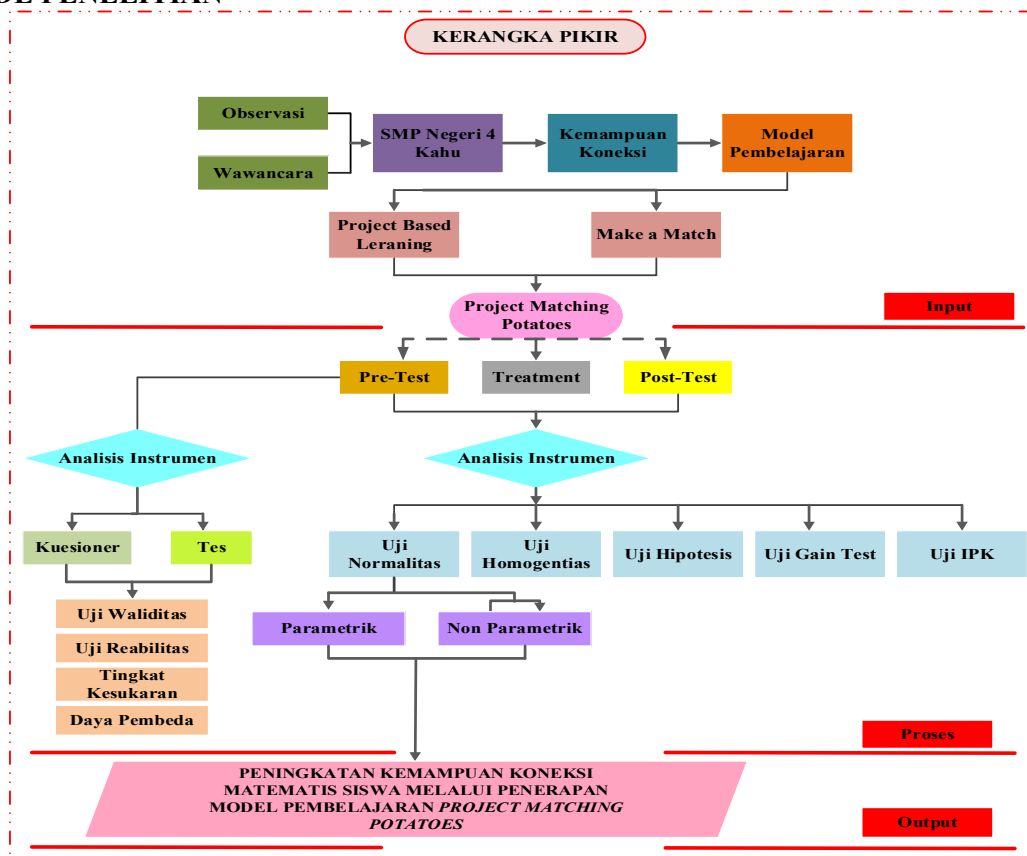 KERANGKA PIKIR
Observasi
Wawancara
SMP Negeri 4
Kahu
Kemampuan
Koneksi
Model
Pembelajaran
Project Based
Leraning
Make a Match
Project Matching
Potatoes
Input
Pre-Test
Treatment
Post-Test
Analisis Instrumen
Analisis Instrumen
Kuesioner
Tes
Uji
Normalitas
Uji
Homogentias
Uji Hipotesis
Uji Gain Test
Uji IPK
Uji Waliditas
Uji Reabilitas
Tingkat
Kesukaran
Daya Pembeda
Parametrik
Non Parametrik
Proses
PENINGKATAN KEMAMPUAN KONEKSI
MATEMATIS SISWA MELALUI PENERAPAN
MODEL PEMBELAJARAN PROJECT MATCHING
POTATOES
Output